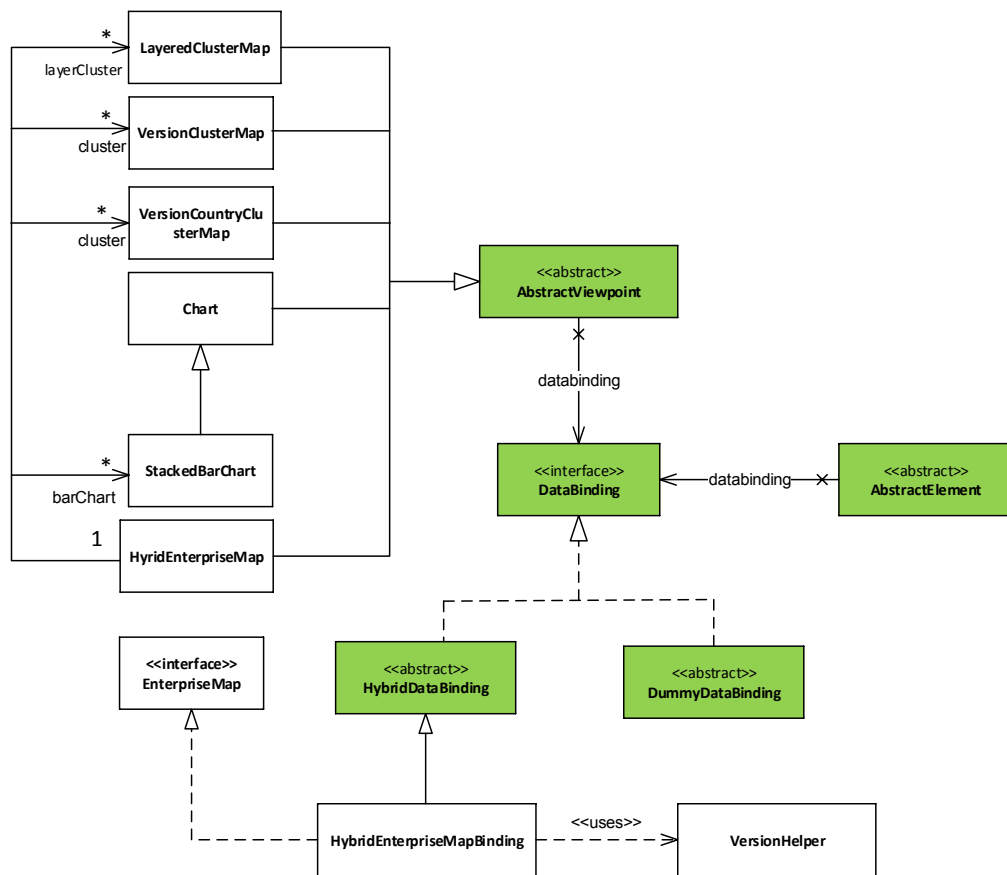 *
LayeredClusterMap
layerCluster
*
VersionClusterMap
cluster
*
VersionCountryClu
sterMap
cluster
<<abstract>>
AbstractViewpoint
Chart
databinding
*
StackedBarChart
barChart
<<interface>>
DataBinding
databinding
<<abstract>>
AbstractElement
1
HyridEnterpriseMap
<<interface>>
EnterpriseMap
<<abstract>>
HybridDataBinding
<<abstract>>
DummyDataBinding
HybridEnterpriseMapBinding
<<uses>>
VersionHelper